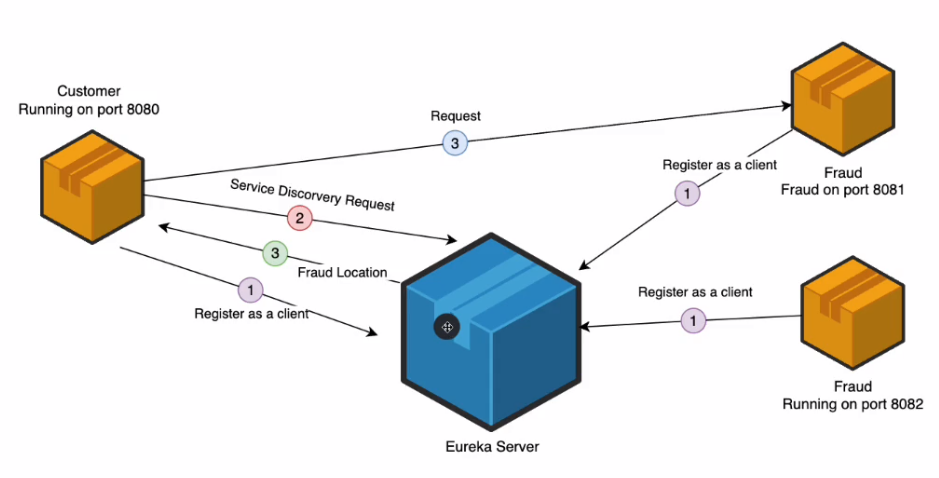 Customer
Running on port 8080
Request
3
Service Discorvery Request
2
3
Fraud Location
1
Register as a client
Register as a client
1
Fraud
Fraud on port 8081
Register as a client
1
Fraud
Running on port 8082
Eureka Server